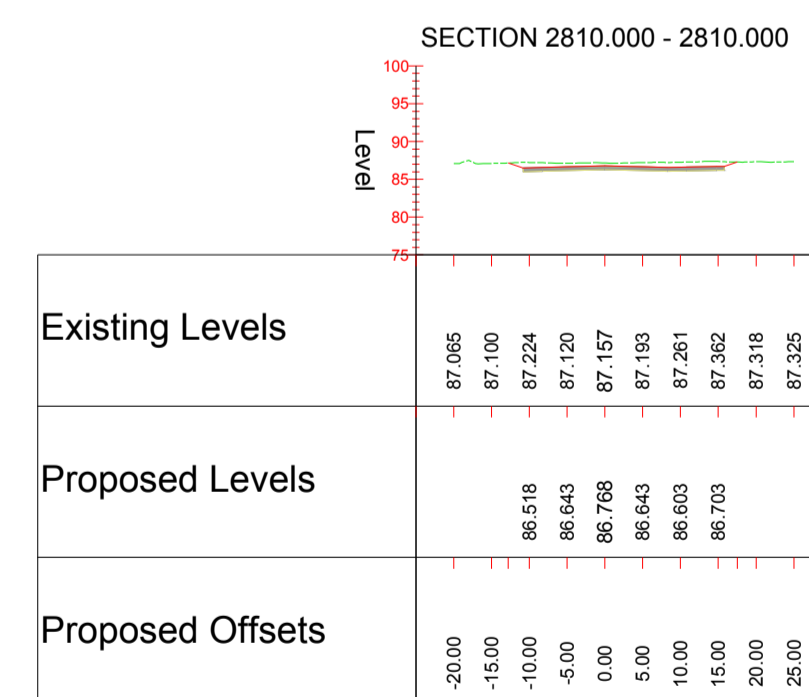 SECTION 2810.000 - 2810.000
100
95
90
85
80
75
Level
Existing Levels
87.065 87.100 87.224 87.120 87.157 87.193 87.261 87.362 87.318 87.325
Proposed Levels
86.518 86.643 86.768 86.643 86.603 86.703
Proposed Offsets
-20.00 -15.00 -10.00 -5.00 0.00 5.00 10.00 15.00 20.00 25.00